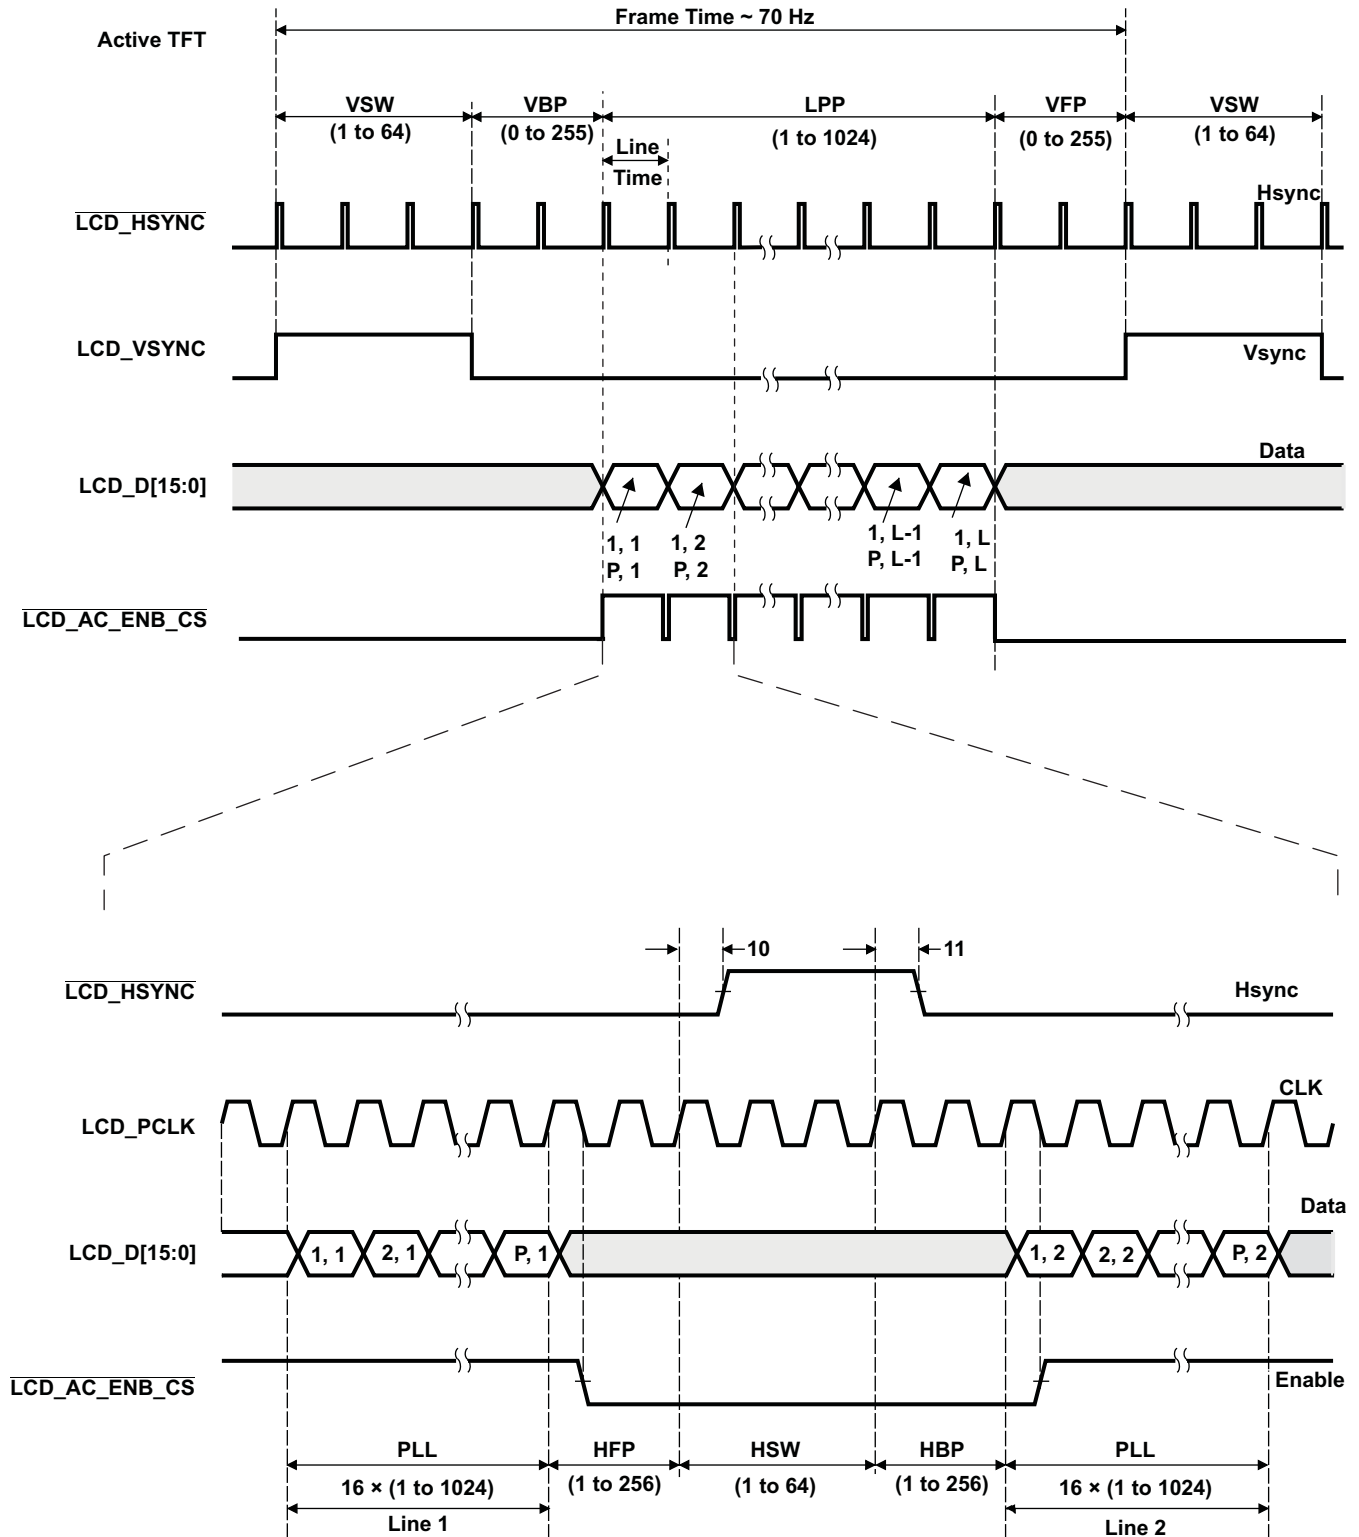 Frame Time ~ 70 Hz
Active TFT
VSW
(1 to 64)
VBP
(0 to 255)
LPP
(1 to 1024)
VFP
(0 to 255)
VSW
(1 to 64)
Line
Time
LCD_HSYNC
Hsync
LCD_VSYNC
Vsync
LCD_D[15:0]
Data
1, 1
P, 1
1, 2
P, 2
1, L-1
P, L-1
1, L
P, L
LCD_AC_ENB_CS
10
11
LCD_HSYNC
Hsync
LCD_PCLK
CLK
LCD_D[15:0]
Data
1, 1
2, 1
P, 1
1, 2
2, 2
P, 2
LCD_AC_ENB_CS
Enable
PLL
16 × (1 to 1024)
Line 1
HFP
(1 to 256)
HSW
(1 to 64)
HBP
(1 to 256)
PLL
16 × (1 to 1024)
Line 2